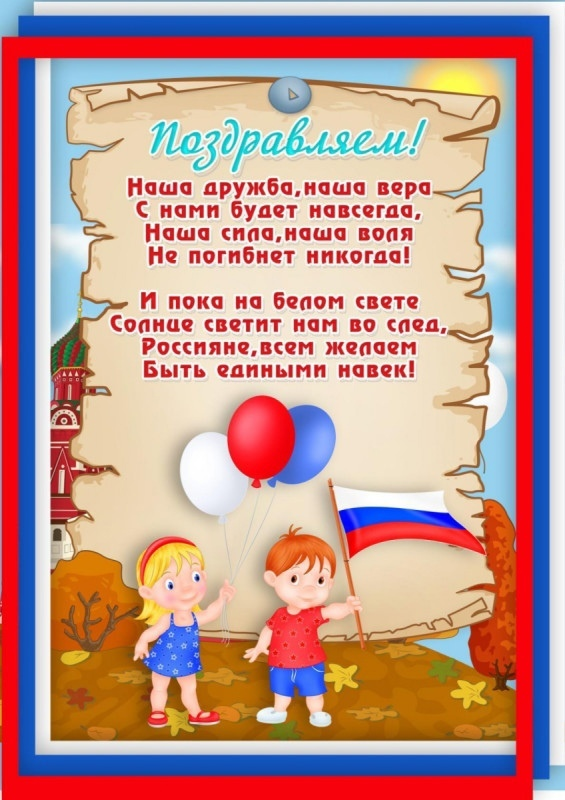 Поздравляем!
Наша дружба,наша вера
С нами будет навсегда,
Наша сила,наша воля
Не погибнет никогда!
И пока на белом свете
Солнце светит нам во след,
Россияне,всем желаем
Быть едиными навек!